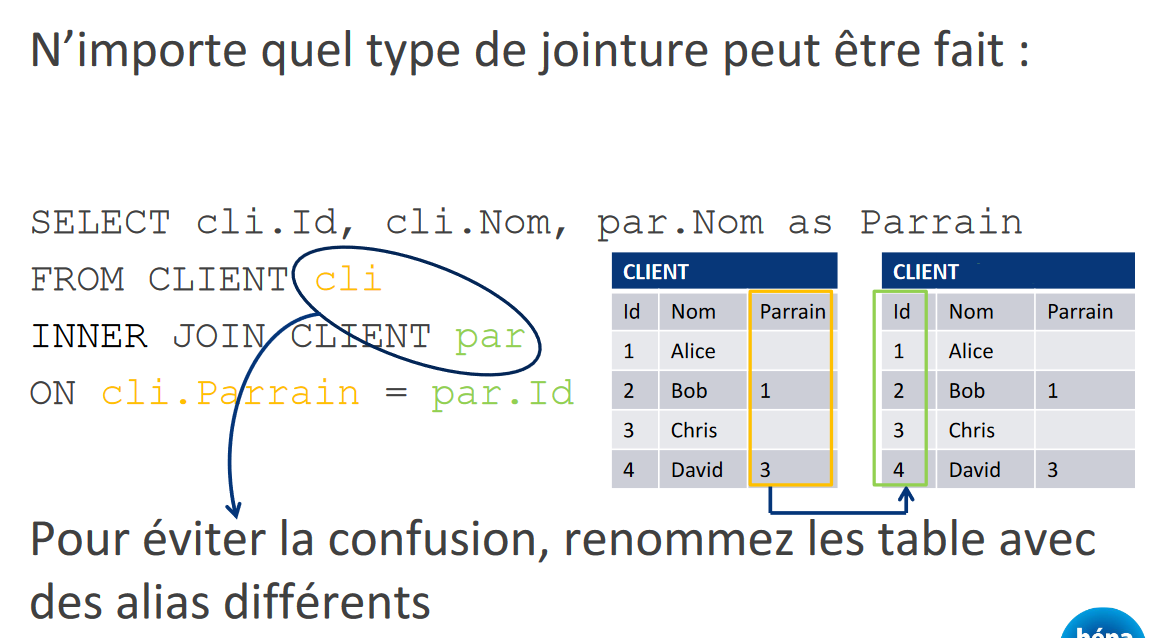 N’importe quel type de jointure peut être fait :
SELECT cli.Id, cli.Nom, par.Nom as Parrain
FROM CLIENT cli
INNER JOIN CLIENT par
ON cli.Parrain = par.Id
CLIENT
Id Nom Parrain
1 Alice
2 Bob 1
3 Chris
4 David 3
CLIENT
Id Nom Parrain
1 Alice
2 Bob 1
3 Chris
4 David 3
Pour éviter la confusion, renommez les table avec
des alias différents